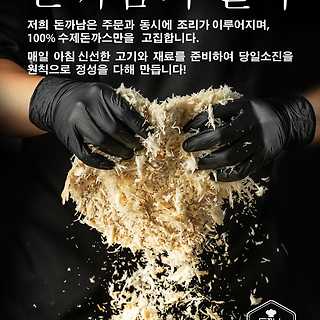 저희 돈까남은 주문과 동시에 조리가 이루어지며,
100% 수제돈까스만을 고집합니다.
매일 아침 신선한 고기와 재료를 준비하여 당일소진을
원칙으로 정성을 다해 만듭니다!